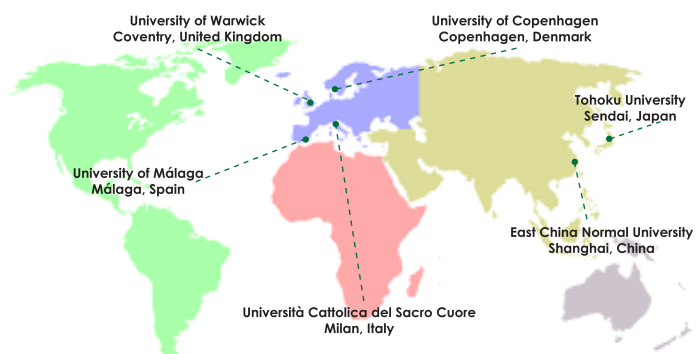 University of Warwick
Coventry, United Kingdom
University of Copenhagen
Copenhagen, Denmark
Tohoku University
Sendai, Japan
University of Málaga
Málaga, Spain
East China Normal University
Shanghai, China
Università Cattolica del Sacro Cuore
Milan, Italy